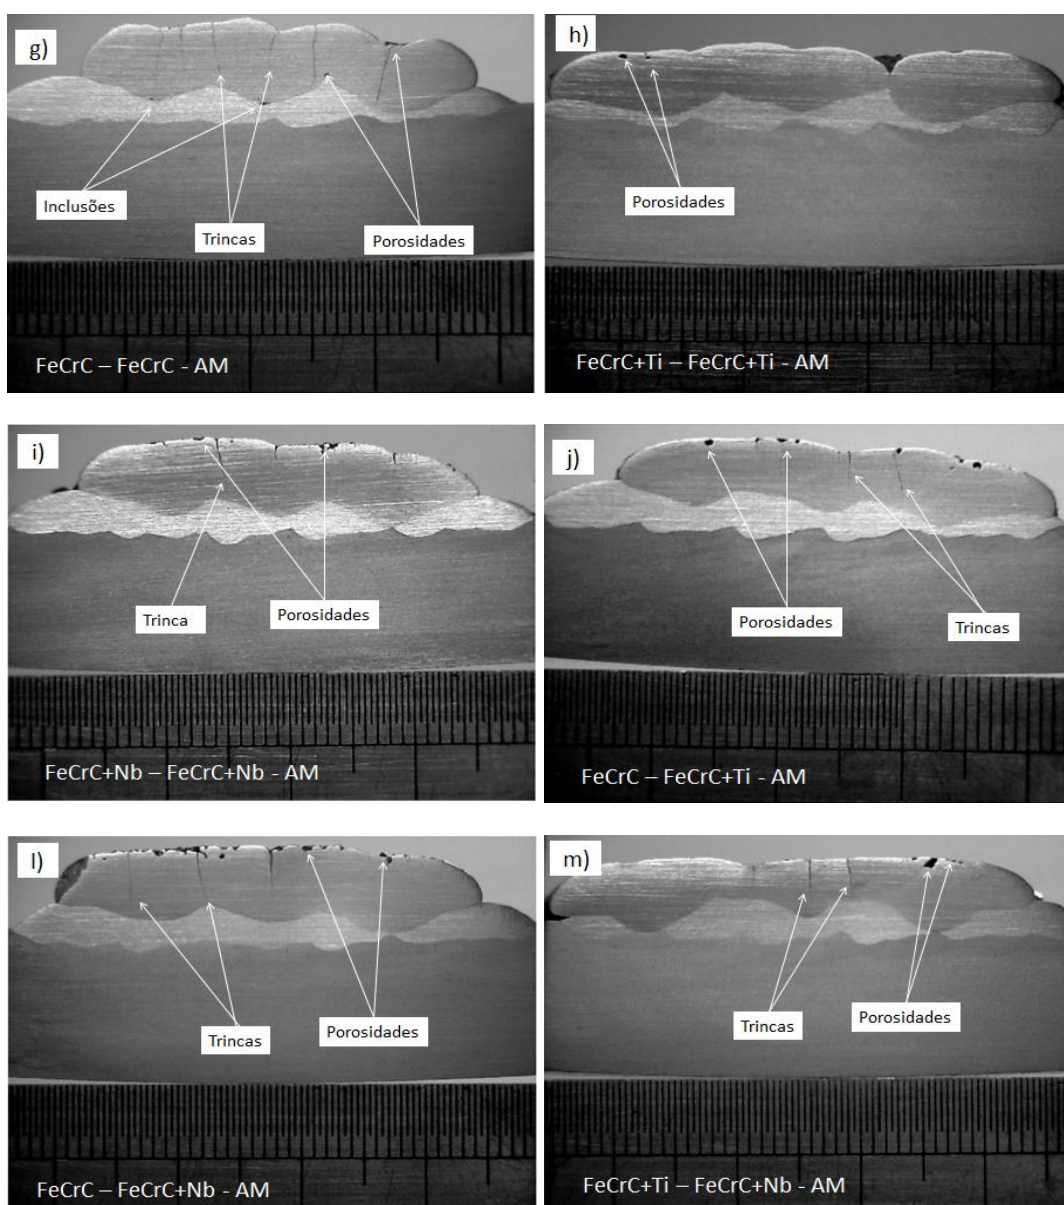 g)
Inclusões
Trincas
Porosidades
FeCrC – FeCrC - AM
h)
Porosidades
FeCrC+Ti – FeCrC+Ti - AM
i)
Trinca
Porosidades
FeCrC+Nb – FeCrC+Nb - AM
j)
Porosidades
Trincas
FeCrC – FeCrC+Ti - AM
l)
Trincas
Porosidades
FeCrC – FeCrC+Nb - AM
m)
Trincas
Porosidades
FeCrC+Ti – FeCrC+Nb - AM